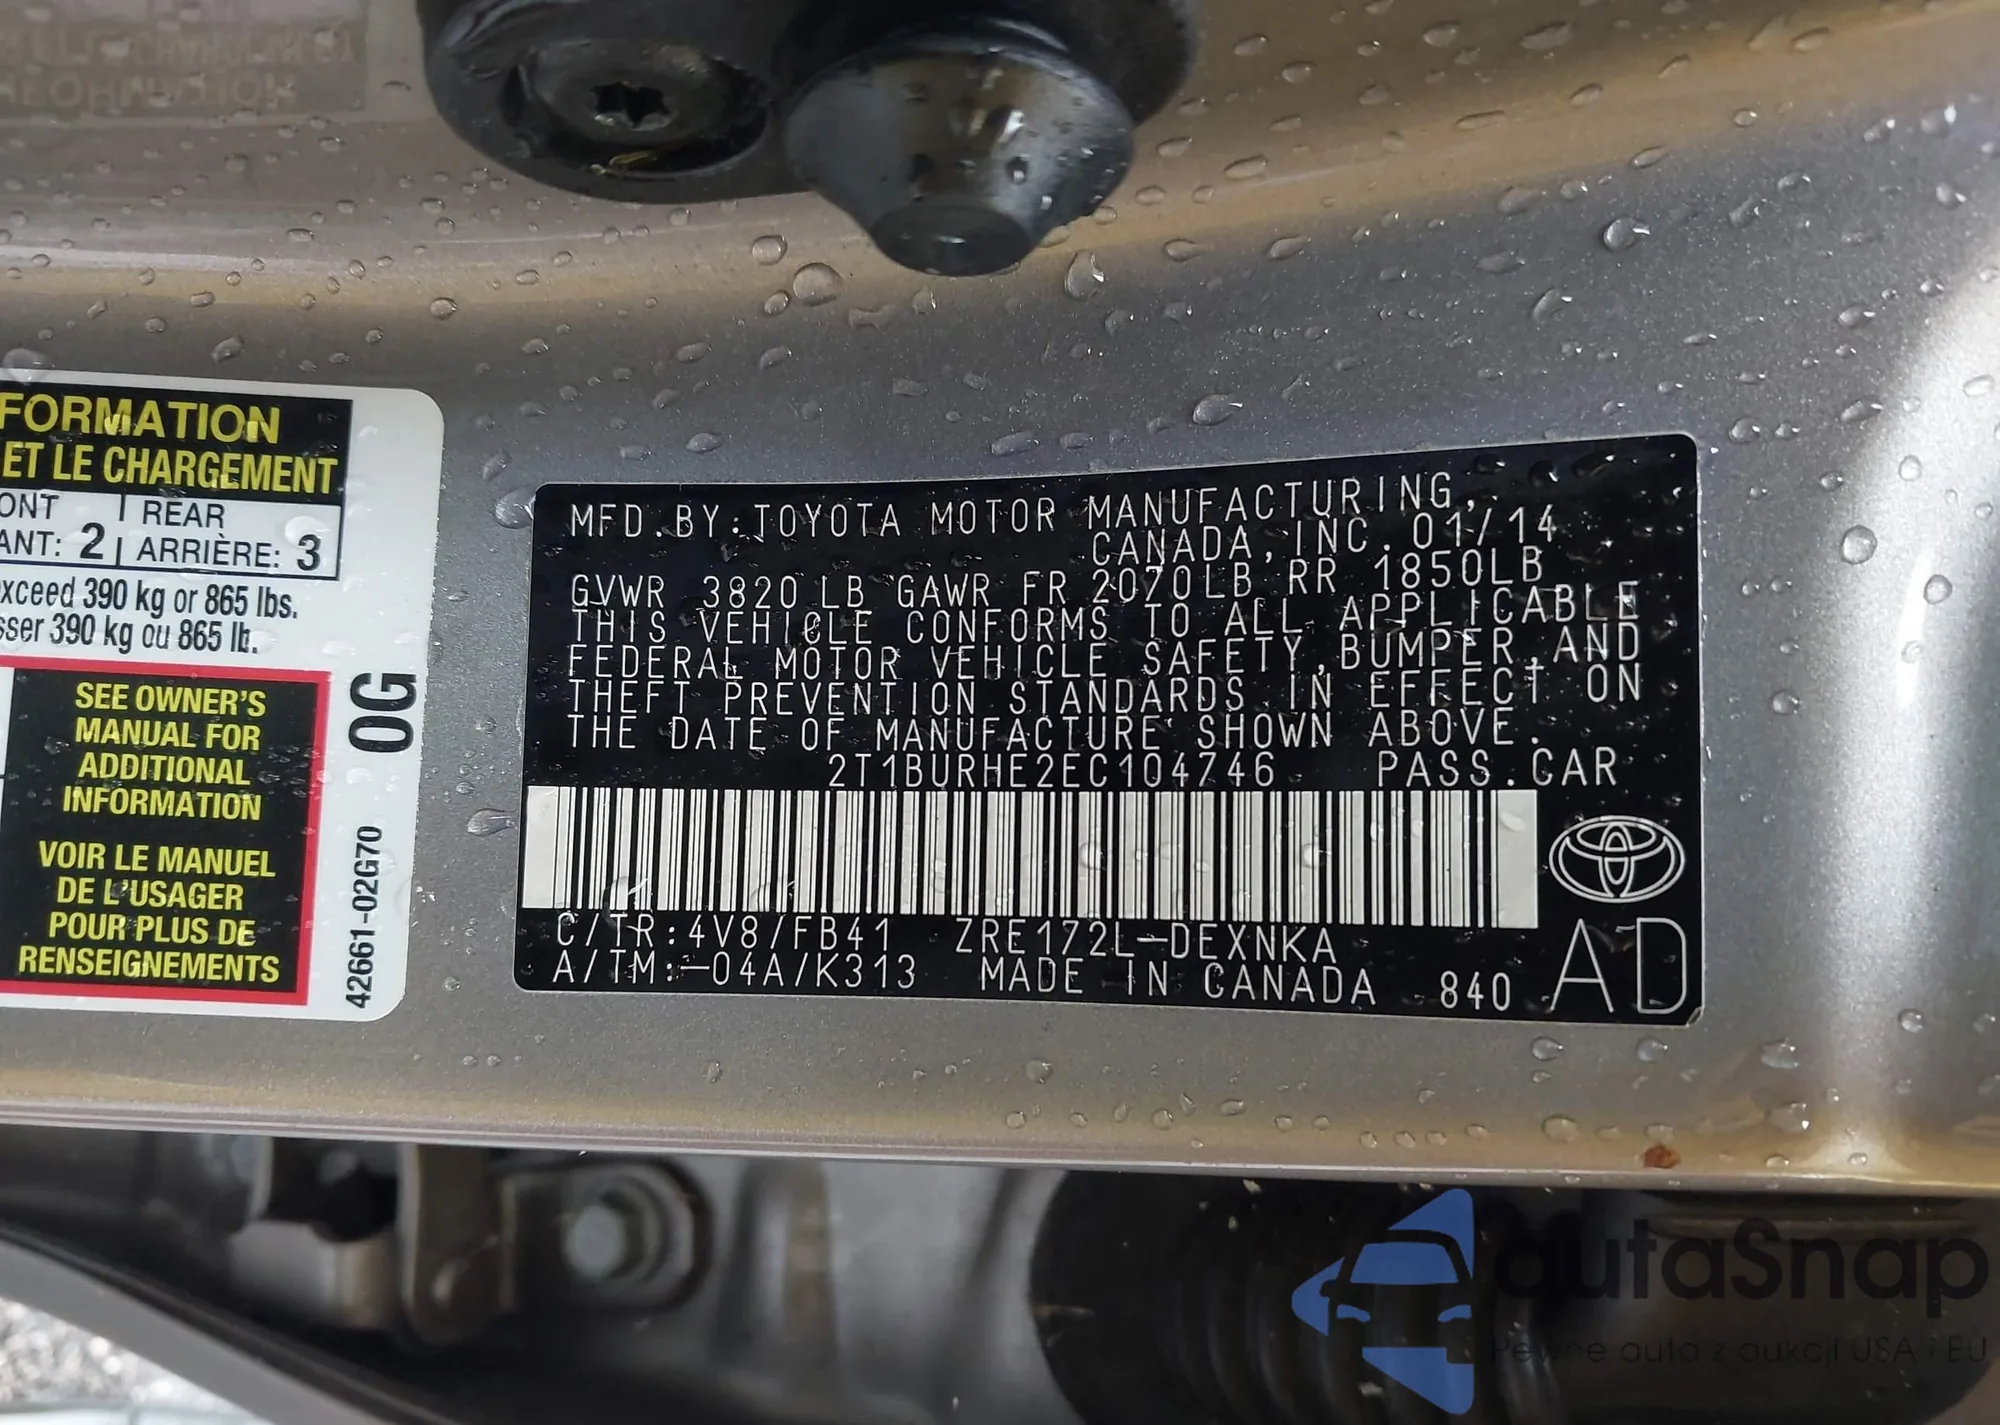 FORMATION
ET LE CHARGEMENT
ONT REAR
ANT: 2 ARRIÈRE: 3
xceed 390 kg or 865 lbs.
sser 390 kg ou 865 lb.
SEE OWNER'S
MANUAL FOR
ADDITIONAL
INFORMATION
VOIR LE MANUEL
DE L'USAGER
POUR PLUS DE
RENSEIGNEMENTS
0G
42661-02G70
MFD.BY:TOYOTA MOTOR MANUFACTURING,
CANADA,INC.01/14
GVWR 3820 LB GAWR FR 2070LB RR 1850LB
THIS VEHICLE CONFORMS TO ALL APPLICABLE
FEDERAL MOTOR VEHICLE SAFETY,BUMPER,AND
THEFT PREVENTION STANDARDS IN EFFECT ON
THE DATE OF MANUFACTURE SHOWN ABOVE.
2T1BURHE2EC104746 PASS.CAR
C/TR:4V8/FB41 ZRE172L-DEXNKA
A/TM:-04A/K313 MADE IN CANADA 840 AD
autaSnap
Pewne auta z aukcji USA i EU